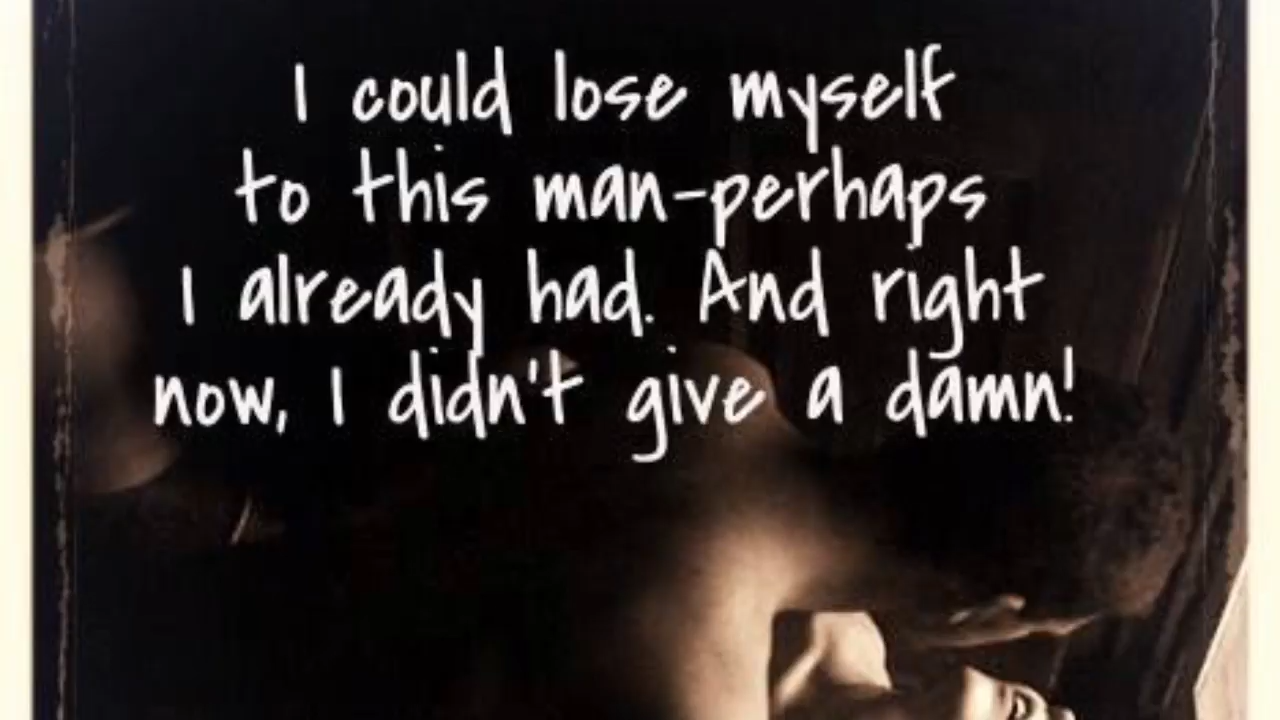 I could lose myself
to this man-perhaps
I already had. And right
now, I didn't give a damn!